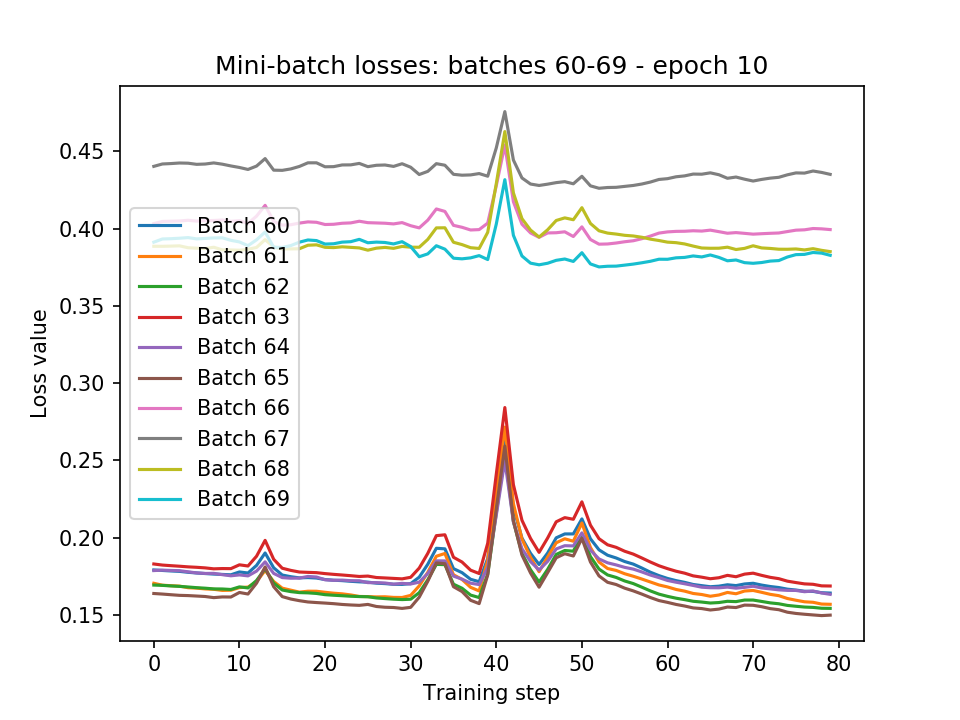 Mini-batch losses: batches 60-69 - epoch 10
Loss value
0.45
0.40
0.35
0.30
0.25
0.20
0.15
Batch 60
Batch 61
Batch 62
Batch 63
Batch 64
Batch 65
Batch 66
Batch 67
Batch 68
Batch 69
0 10 20 30 40 50 60 70 80
Training step